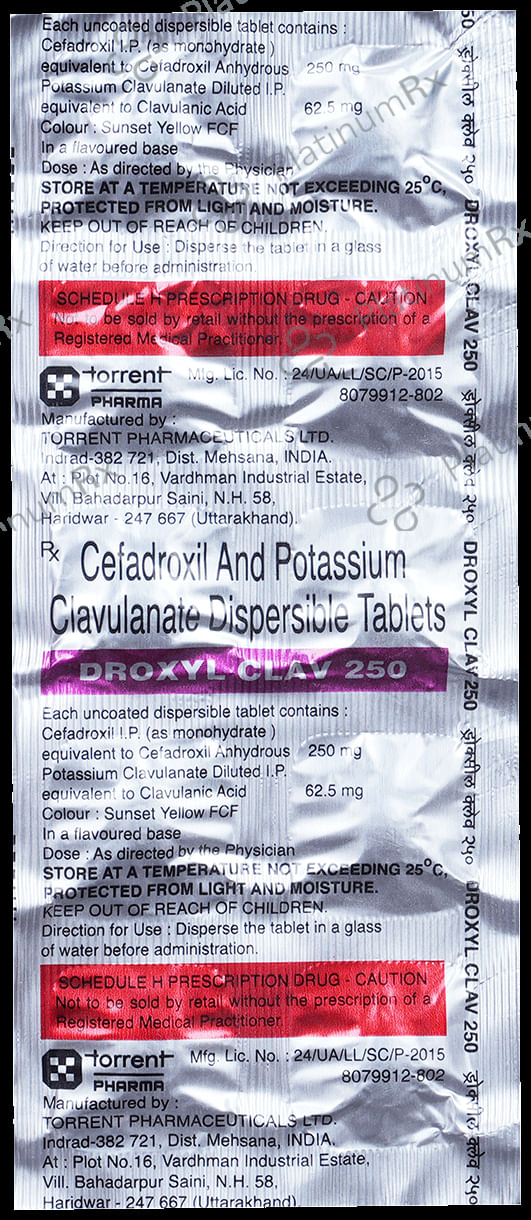 Each uncoated dispersible tablet contains :
Cefadroxil I.P. (as monohydrate )
equivalent to Cefadroxil Anhydrous 250 mg
Potassium Clavulanate Diluted I.P.
equivalent to Clavulanic Acid 62.5 mg
Colour : Sunset Yellow FCF
In a flavoured base
Dose : As directed by the Physician
STORE AT A TEMPERATURE NOT EXCEEDING 25°C,
PROTECTED FROM LIGHT AND MOISTURE.
KEEP OUT OF REACH OF CHILDREN.
Direction for Use : Disperse the tablet in a glass
of water before administration.
SCHEDULE H PRESCRIPTION DRUG - CAUTION
Not to be sold by retail without the prescription of a
Registered Medical Practitioner.
torrent
PHARMA
Mfg. Lic. No. : 24/UA/LL/SC/P-2015
8079912-802
Manufactured by :
TORRENT PHARMACEUTICALS LTD.
Indrad-382 721, Dist. Mehsana, INDIA.
At : Plot No.16, Vardhman Industrial Estate,
Vill. Bahadarpur Saini, N.H. 58,
Haridwar - 247 667 (Uttarakhand).
Rx Cefadroxil And Potassium
Clavulanate Dispersible Tablets
DROXYL CLAV 250
Each uncoated dispersible tablet contains :
Cefadroxil I.P. (as monohydrate )
equivalent to Cefadroxil Anhydrous 250 mg
Potassium Clavulanate Diluted I.P.
equivalent to Clavulanic Acid 62.5 mg
Colour : Sunset Yellow FCF
In a flavoured base
Dose : As directed by the Physician
STORE AT A TEMPERATURE NOT EXCEEDING 25°C,
PROTECTED FROM LIGHT AND MOISTURE.
KEEP OUT OF REACH OF CHILDREN.
Direction for Use : Disperse the tablet in a glass
of water before administration.
SCHEDULE H PRESCRIPTION DRUG - CAUTION
Not to be sold by retail without the prescription of a
Registered Medical Practitioner.
torrent
PHARMA
Mfg. Lic. No. : 24/UA/LL/SC/P-2015
8079912-802
Manufactured by :
TORRENT PHARMACEUTICALS LTD.
Indrad-382 721, Dist. Mehsana, INDIA.
At : Plot No.16, Vardhman Industrial Estate,
Vill. Bahadarpur Saini, N.H. 58,
Haridwar - 247 667 (Uttarakhand).
50 ड्रोक्सील क्लेव २५० DROXYL CLAV 250 ड्रोक्सील क्लेव २५० DROXYL CLAV 250 ड्रोक्सील क्लेव २५० DROXYL CLAV 250 ड्रोक्सील क्लेव २५०
PlatinumRx
PlatinumRx
PlatinumRx